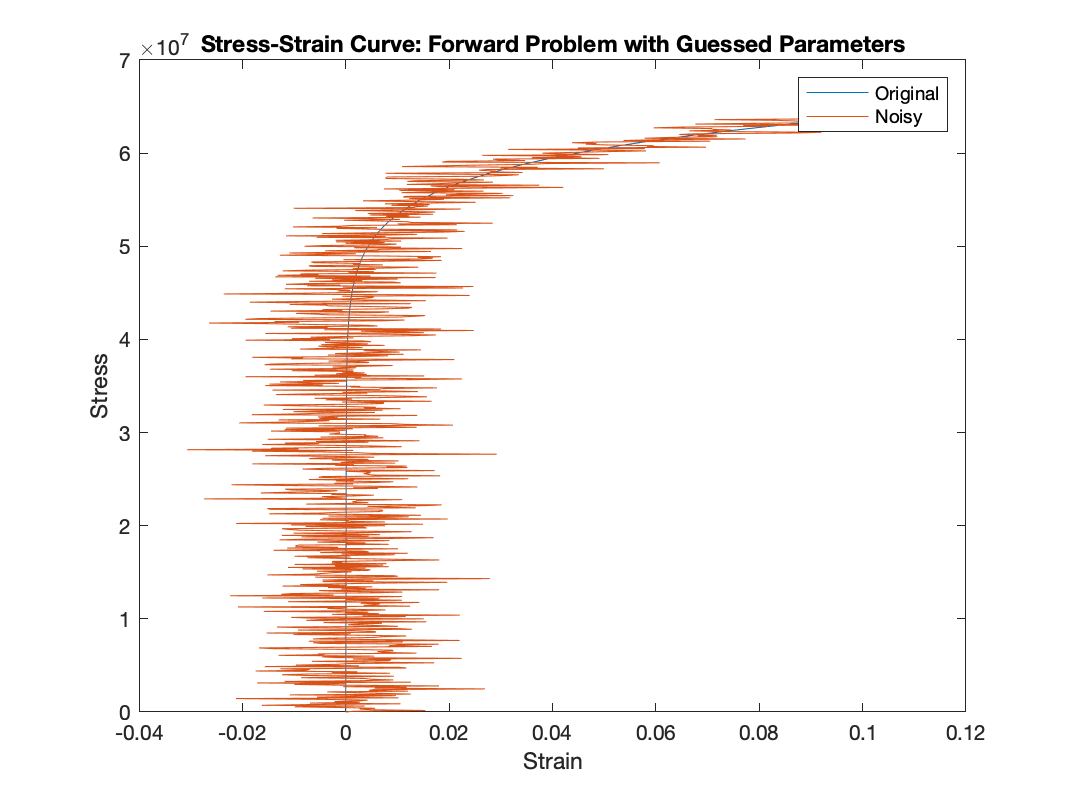 ×10^7
Stress-Strain Curve: Forward Problem with Guessed Parameters
Original
Noisy
7
6
5
4
3
2
1
0
Stress
-0.04 -0.02 0 0.02 0.04 0.06 0.08 0.1 0.12
Strain